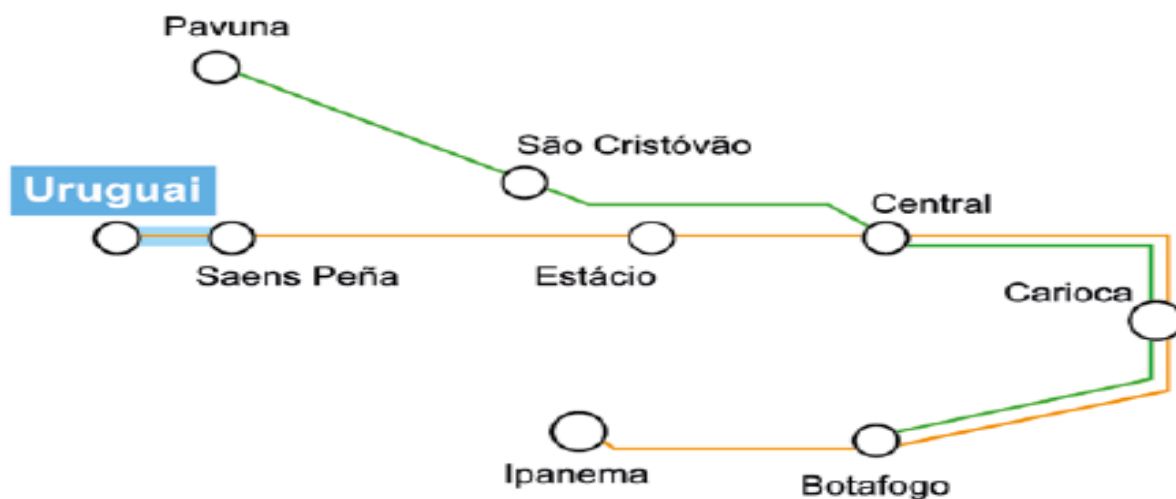 Pavuna
São Cristóvão
Uruguai
Central
Saens Peña
Estácio
Carioca
Ipanema
Botafogo